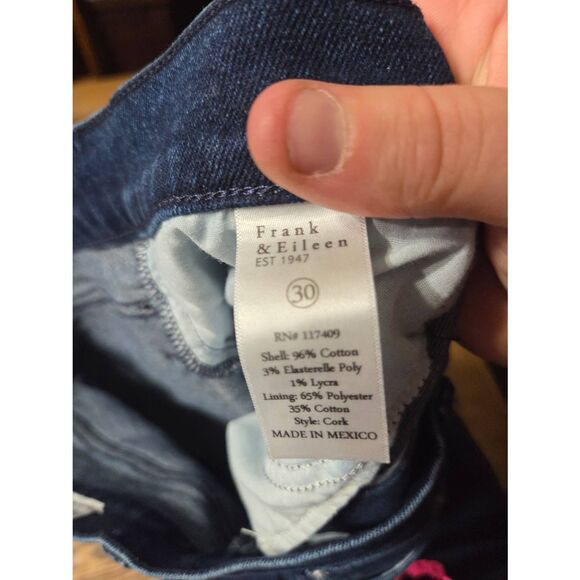 Frank
& Eileen
EST 1947
30
RN# 117409
Shell: 96% Cotton
3% Elasterelle Poly
1% Lycra
Lining: 65% Polyester
35% Cotton
Style: Cork
MADE IN MEXICO